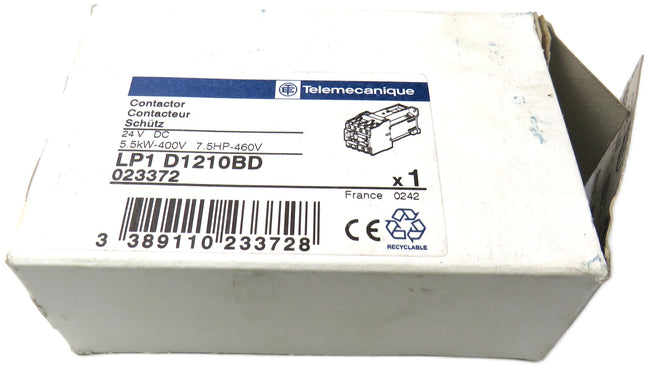 Telemecanique
Contactor
Contacteur
Schütz
24 V DC
5.5kW-400V 7.5HP-460V
LP1 D1210BD
023372
x 1
France 0242
3 389110 233728
CE
RECYCLABLE